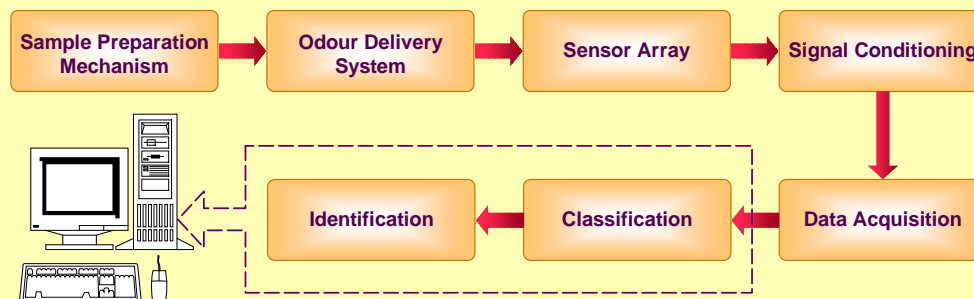 Sample Preparation
Mechanism
Odour Delivery
System
Sensor Array
Signal Conditioning
Identification
Classification
Data Acquisition